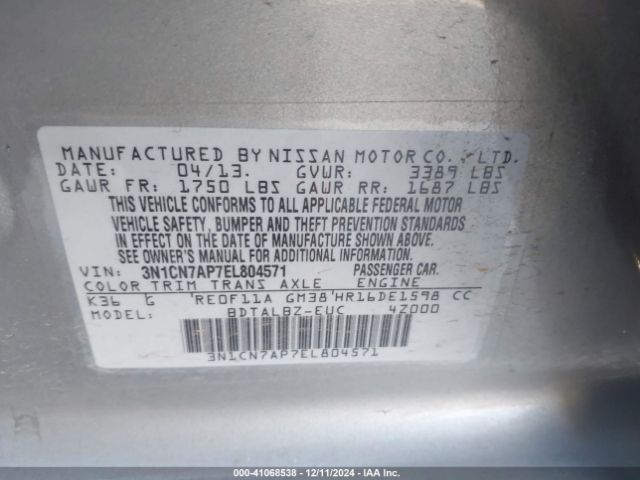 MANUFACTURED BY NISSAN MOTOR CO., LTD.
DATE: 04/13. GVWR: 3389 LBS
GAWR FR: 1750 LBS GAWR RR: 1687 LBS
THIS VEHICLE CONFORMS TO ALL APPLICABLE FEDERAL MOTOR
VEHICLE SAFETY, BUMPER AND THEFT PREVENTION STANDARDS
IN EFFECT ON THE DATE OF MANUFACTURE SHOWN ABOVE.
SEE OWNER'S MANUAL FOR ADDITIONAL INFORMATION.
VIN: 3N1CN7AP7EL804571 PASSENGER CAR.
COLOR TRIM TRANS AXLE ENGINE
K36 G RE0F11A GM38 HR16DE1598 CC
MODEL: BDTALBZ-EUC 42000
3N1CN7AP7EL804571
000-41068538 - 12/11/2024 - IAA Inc.